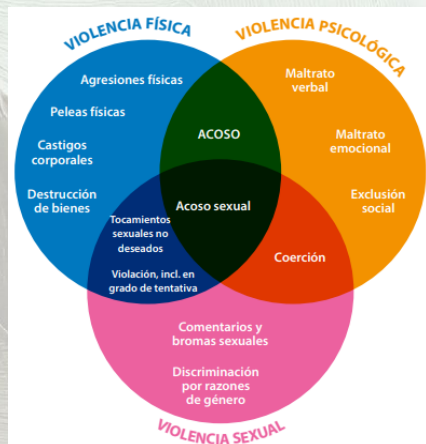 VIOLENCIA FÍSICA
VIOLENCIA PSICOLÓGICA
Agresiones físicas
Peleas físicas
Castigos
corporales
Destrucción
de bienes
ACOSO
Maltrato
verbal
Maltrato
emocional
Exclusión
social
Acoso sexual
Tocamientos
sexuales no
deseados
Violación, incl. en
grado de tentativa
Coerción
Comentarios y
bromas sexuales
Discriminación
por razones
de género
VIOLENCIA SEXUAL